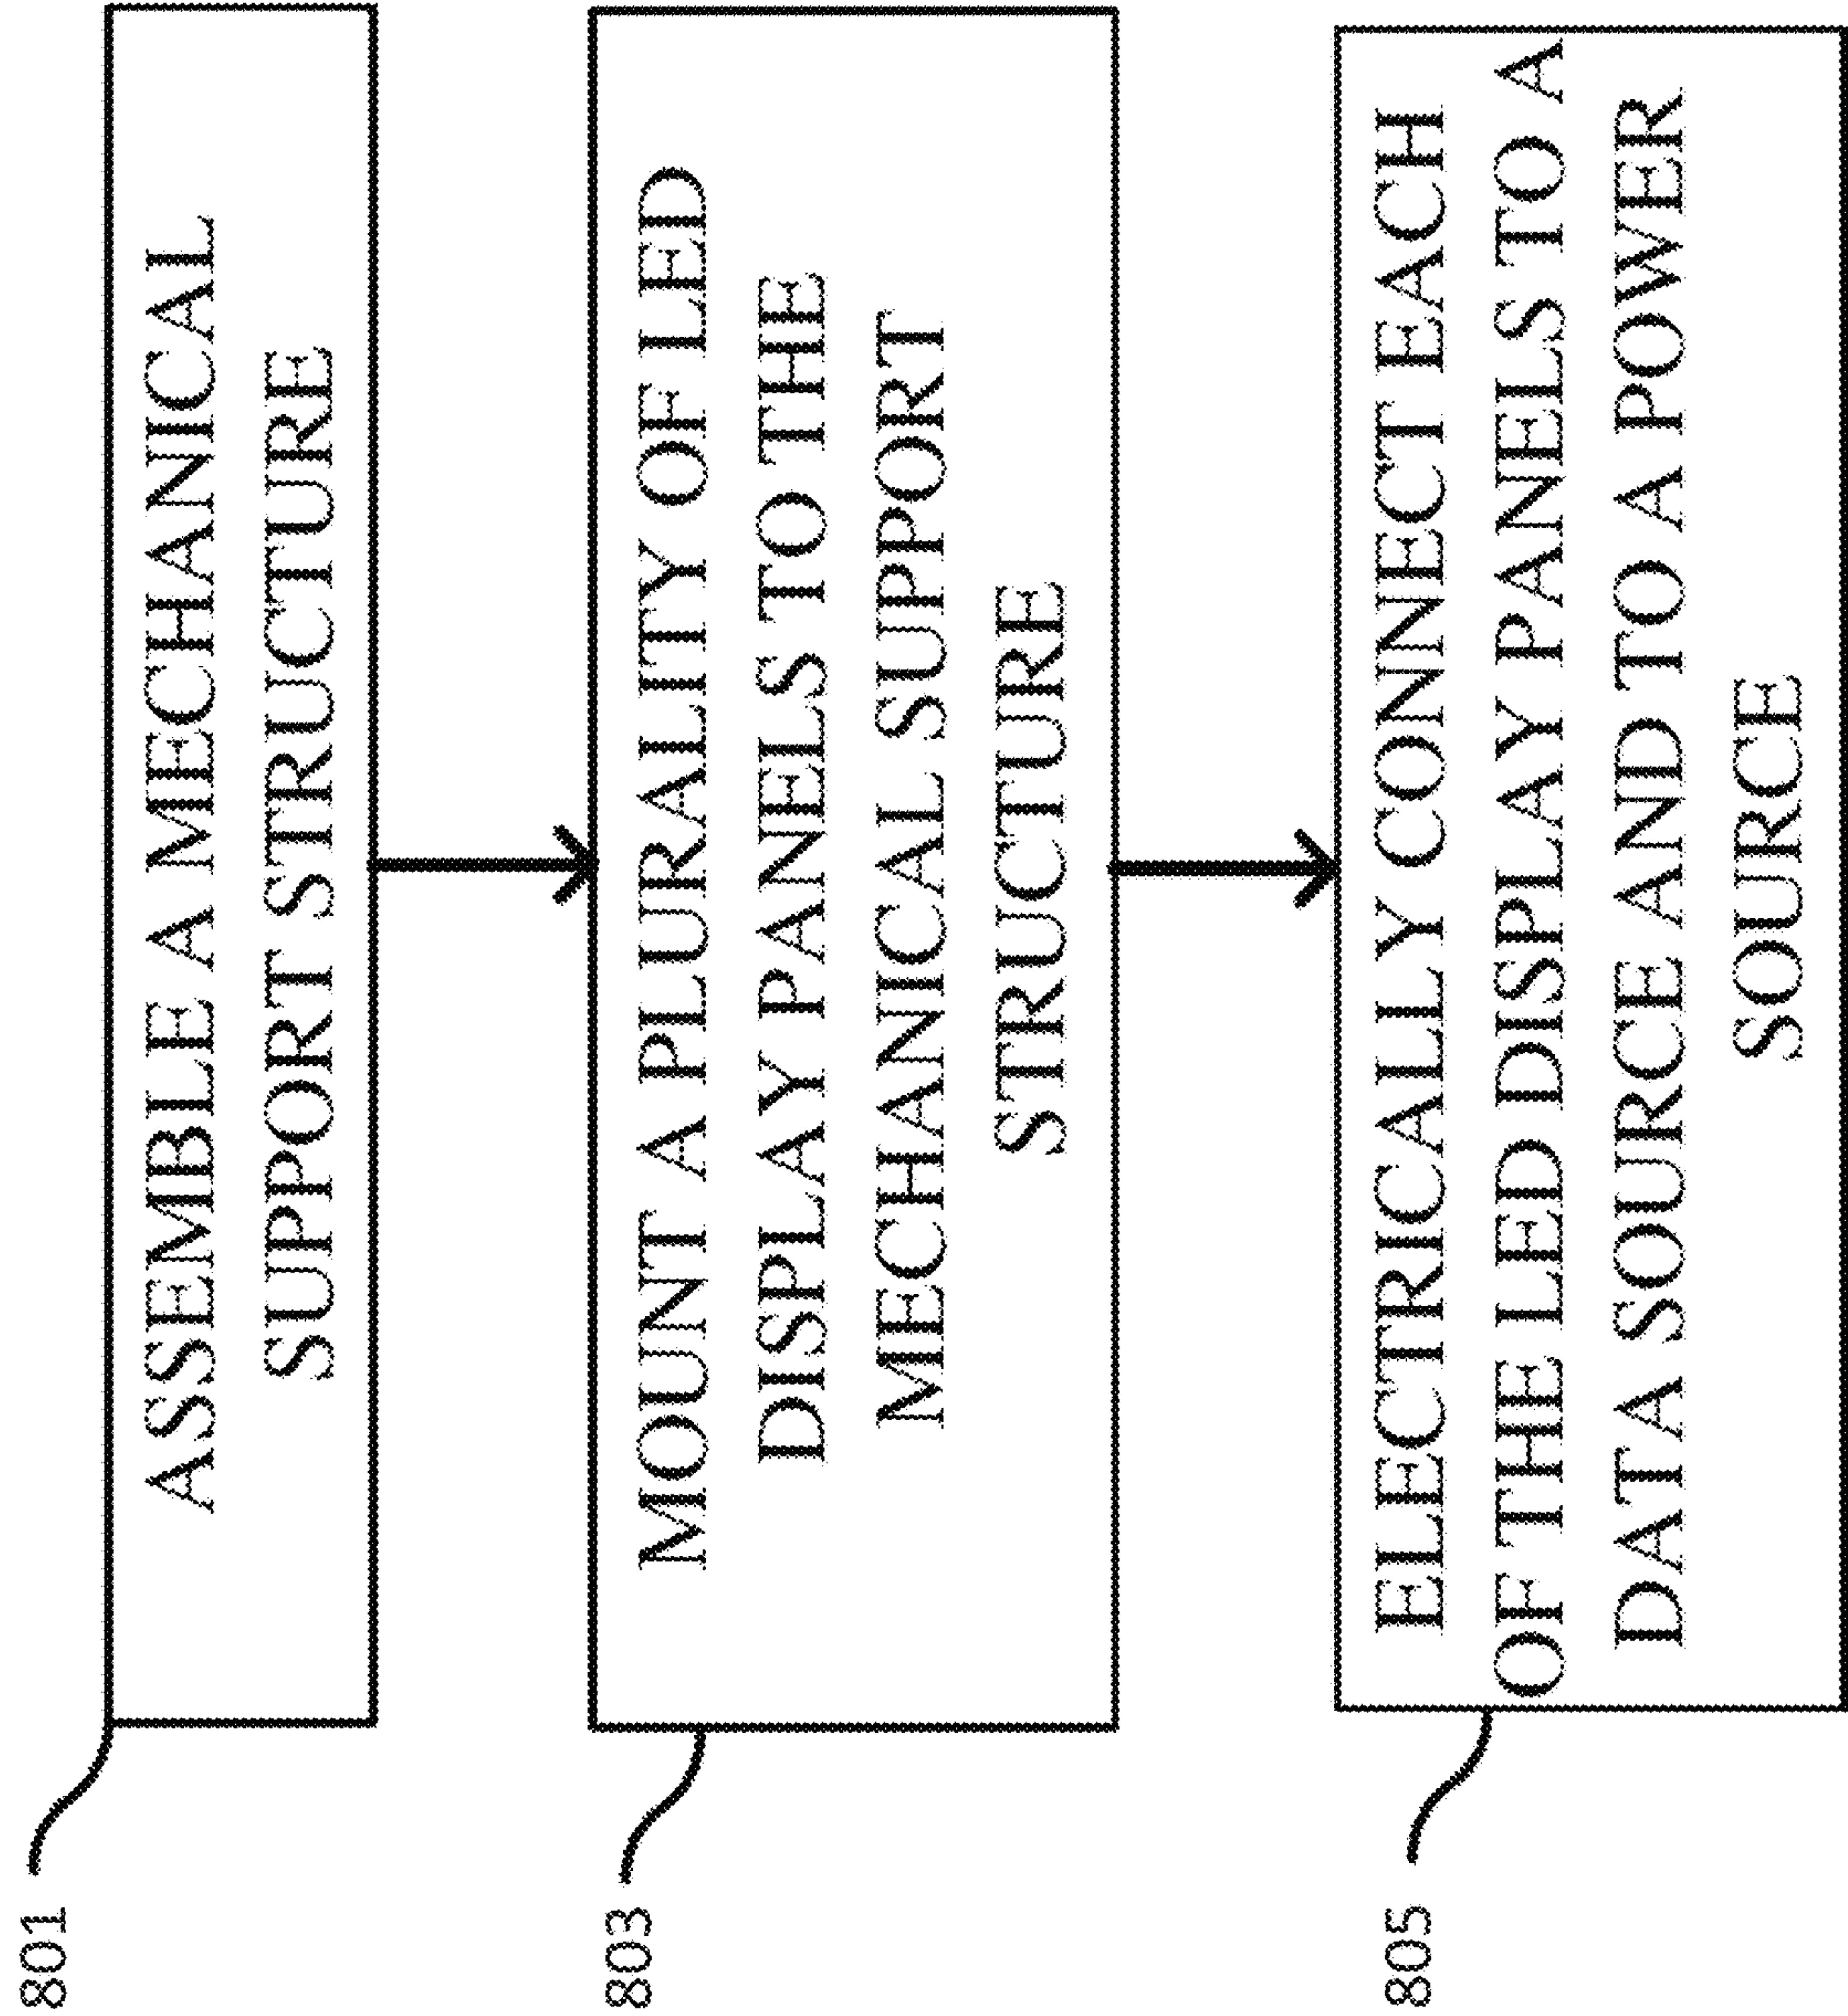 801
ASSEMBLE A MECHANICAL
SUPPORT STRUCTURE
803
MOUNT A PLURALITY OF LED
DISPLAY PANELS TO THE
MECHANICAL SUPPORT
STRUCTURE
805
ELECTRICALLY CONNECT EACH
OF THE LED DISPLAY PANELS TO A
DATA SOURCE AND TO A POWER
SOURCE